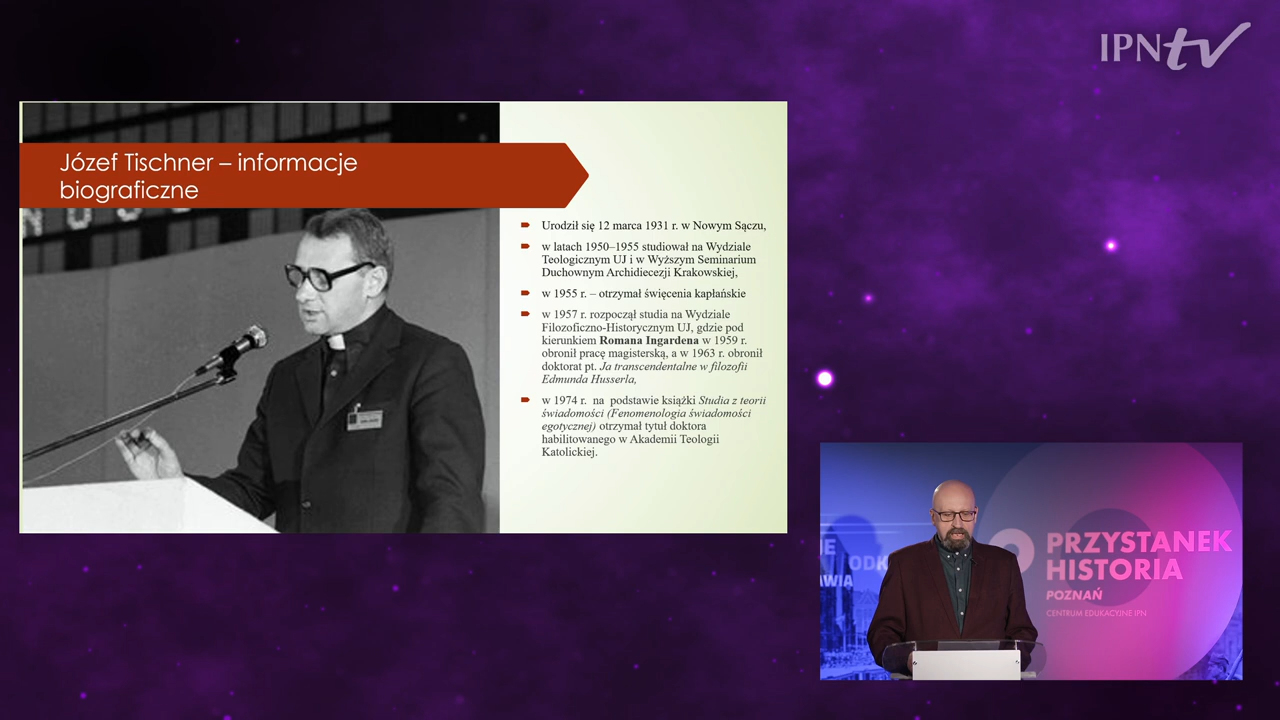 IPNtv
Józef Tischner – informacje
biograficzne
Urodził się 12 marca 1931 r. w Nowym Sączu,
w latach 1950–1955 studiował na Wydziale
Teologicznym UJ i w Wyższym Seminarium
Duchownym Archidiecezji Krakowskiej,
w 1955 r. – otrzymał święcenia kapłańskie
w 1957 r. rozpoczął studia na Wydziale
Filozoficzno-Historycznym UJ, gdzie pod
kierunkiem Romana Ingardena w 1959 r.
obronił pracę magisterską, a w 1963 r. obronił
doktorat pt. Ja transcendentalne w filozofii
Edmunda Husserla,
w 1974 r. na podstawie książki Studia z teorii
świadomości (Fenomenologia świadomości
egotycznej) otrzymał tytuł doktora
habilitowanego w Akademii Teologii
Katolickiej.
PRZYSTANEK
HISTORIA
POZNAŃ
CENTRUM EDUKACYJNE IPN